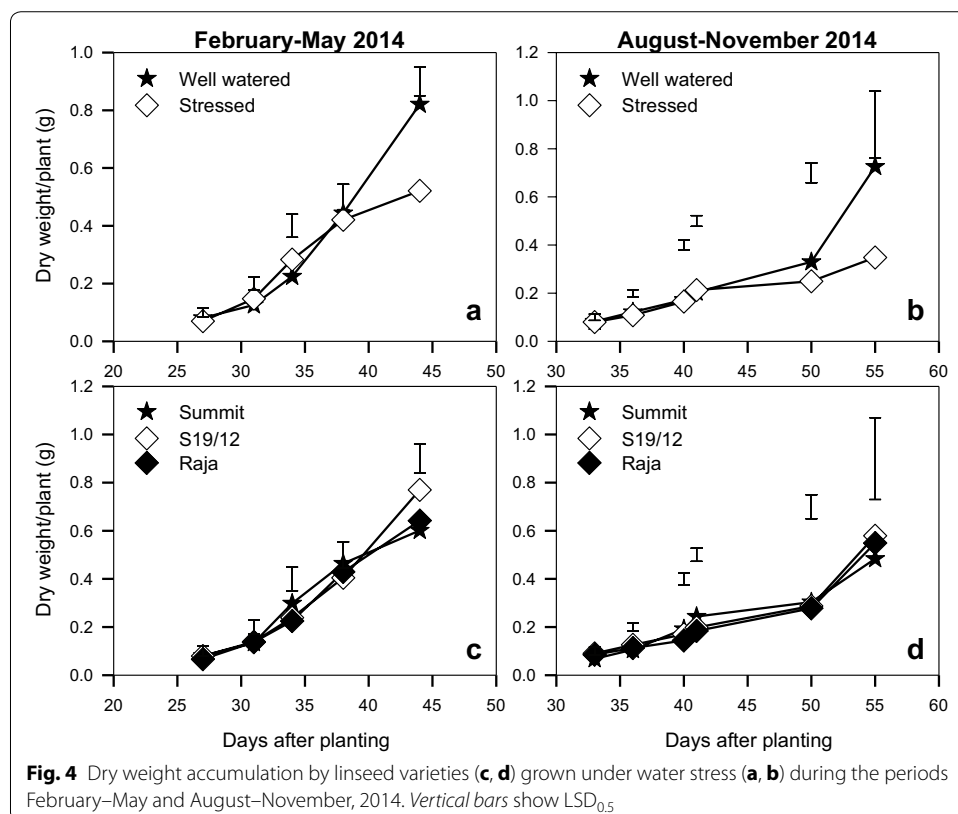 February-May 2014
August-November 2014
1.0
0.8
0.6
0.4
0.2
0.0
Dry weight/plant (g)
Well watered
Stressed
a
20 25 30 35 40 45 50
1.2
1.0
0.8
0.6
0.4
0.2
0.0
Well watered
Stressed
b
30 35 40 45 50 55 60
1.2
1.0
0.8
0.6
0.4
0.2
0.0
Dry weight/plant (g)
Summit
S19/12
Raja
c
20 25 30 35 40 45 50
Days after planting
1.2
1.0
0.8
0.6
0.4
0.2
0.0
Summit
S19/12
Raja
d
30 35 40 45 50 55 60
Days after planting
Fig. 4 Dry weight accumulation by linseed varieties (c, d) grown under water stress (a, b) during the periods
February–May and August–November, 2014. Vertical bars show LSD0.5